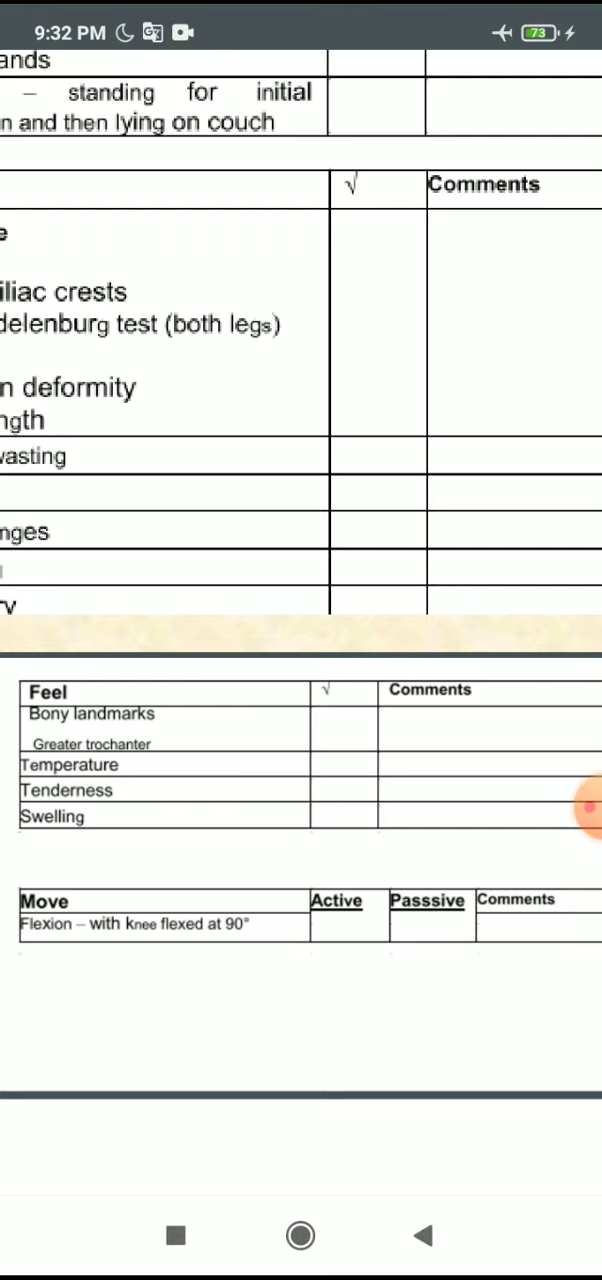 9:32 PM
73
ands
– standing for initial
n and then lying on couch
√ Comments
e
iliac crests
delenburg test (both legs)
n deformity
ngth
wasting
nges
ry
Feel √ Comments
Bony landmarks
Greater trochanter
Temperature
Tenderness
Swelling
Move Active Passsive Comments
Flexion – with knee flexed at 90°